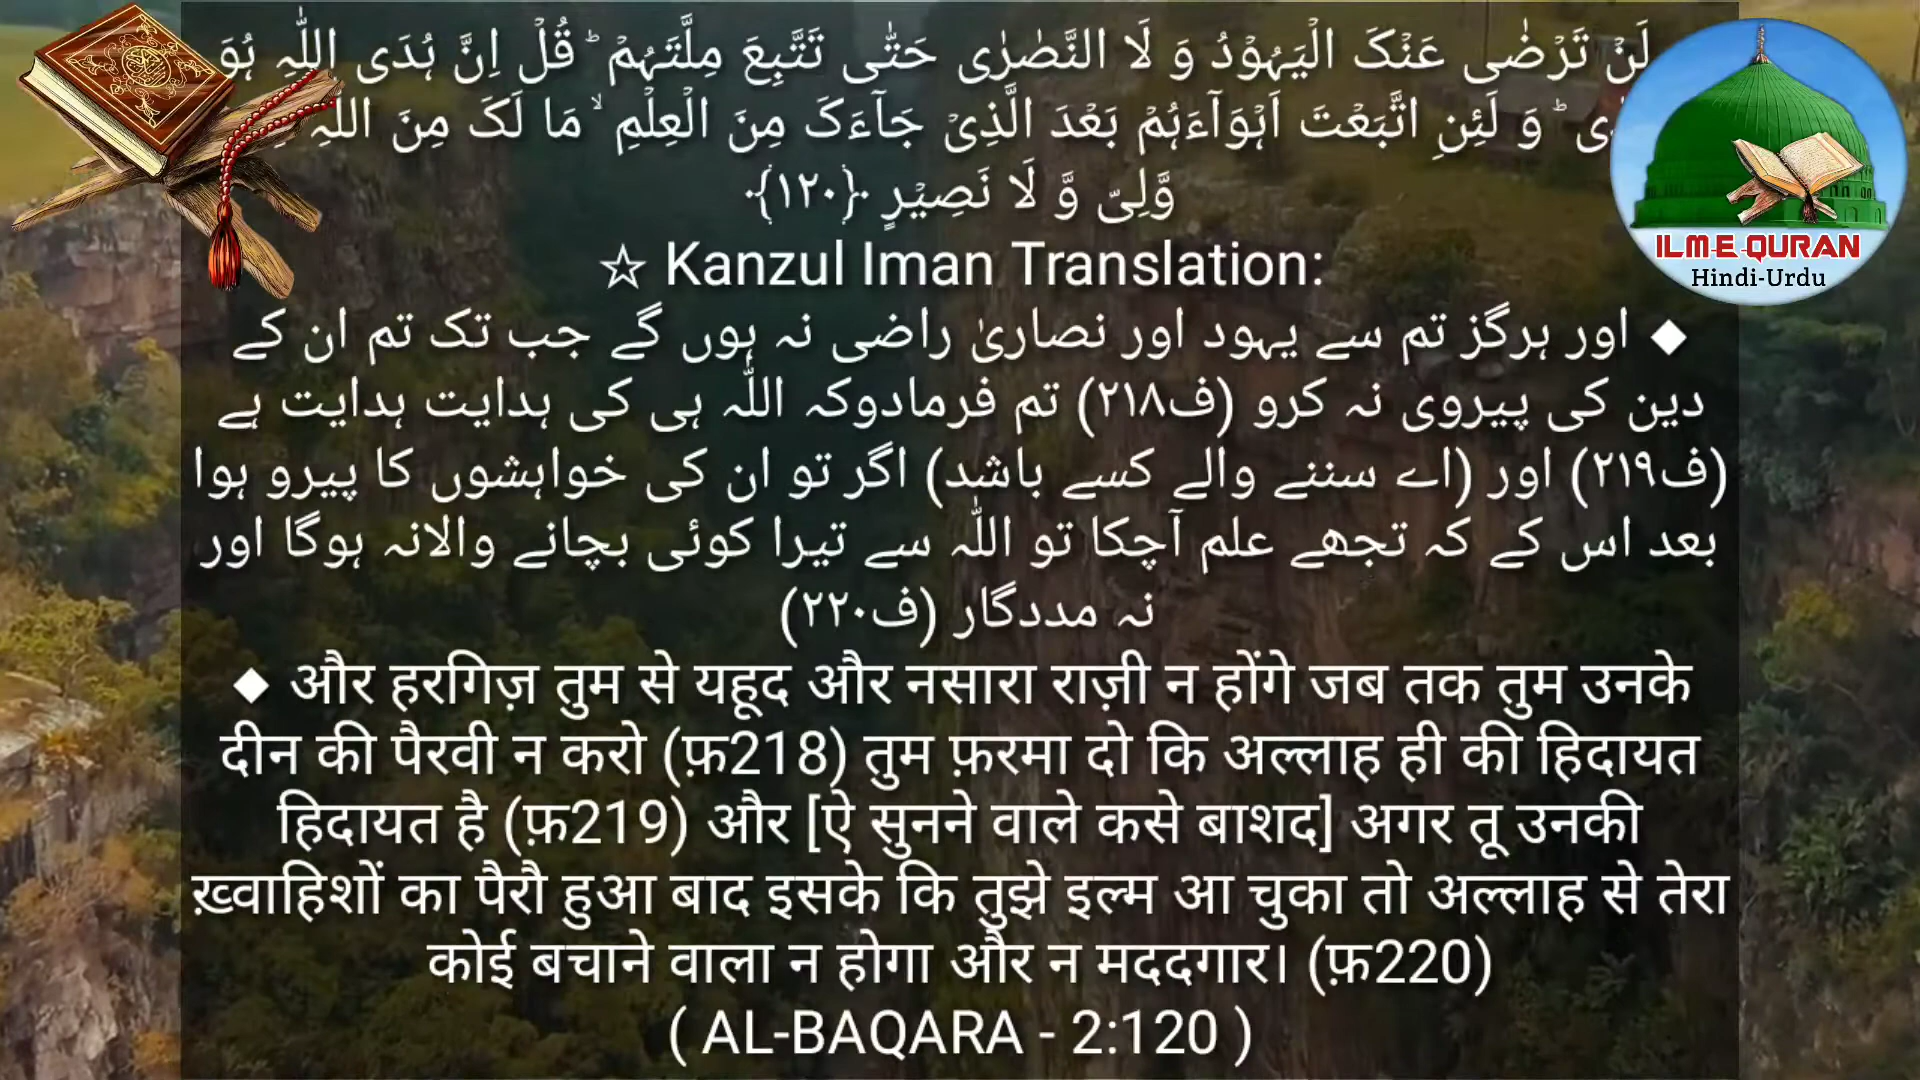 لَنْ تَرْضٰی عَنْکَ الْیَہُوْدُ وَ لَا النَّصٰرٰی حَتّٰی تَتَّبِعَ مِلَّتَہُمْ ؕ قُلْ اِنَّ ہُدَی اللّٰہِ ہُوَ
وَ لَئِنِ اتَّبَعْتَ اَہْوَآءَہُمْ بَعْدَ الَّذِیْ جَآءَکَ مِنَ الْعِلْمِ ۙ مَا لَکَ مِنَ اللّٰہِ
وَّلِیّ وَّ لَا نَصِیْرٍ ﴿۱۲۰﴾
☆ Kanzul Iman Translation:
◆ اور ہرگز تم سے یہود اور نصاریٰ راضی نہ ہوں گے جب تک تم ان کے
دین کی پیروی نہ کرو (ف۲۱۸) تم فرمادوکہ اللّٰہ ہی کی ہدایت ہدایت ہے
(ف۲۱۹) اور (اے سننے والے کسے باشد) اگر تو ان کی خواہشوں کا پیرو ہوا
بعد اس کے کہ تجھے علم آچکا تو اللّٰہ سے تیرا کوئی بچانے والانہ ہوگا اور
نہ مددگار (ف۲۲۰)
◆ और हरगिज़ तुम से यहूद और नसारा राज़ी न होंगे जब तक तुम उनके
दीन की पैरवी न करो (फ़218) तुम फ़रमा दो कि अल्लाह ही की हिदायत
हिदायत है (फ़219) और [ऐ सुनने वाले कसे बाशद] अगर तू उनकी
ख़्वाहिशों का पैरौ हुआ बाद इसके कि तुझे इल्म आ चुका तो अल्लाह से तेरा
कोई बचाने वाला न होगा और न मददगार। (फ़220)
( AL-BAQARA - 2:120 )
ILM-E-QURAN
Hindi-Urdu